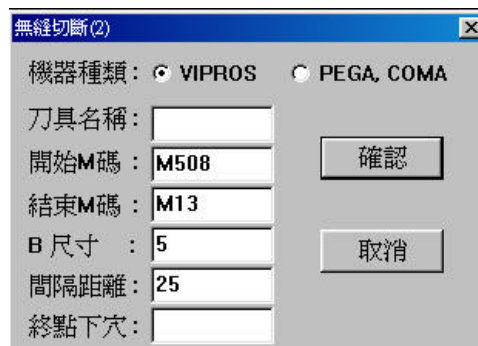 無縫切斷(2)
機器種類: VIPROS PEGA, COMA
刀具名稱:
開始M碼: M508
確認
結束M碼: M13
B 尺寸 : 5
取消
間隔距離: 25
終點下穴: